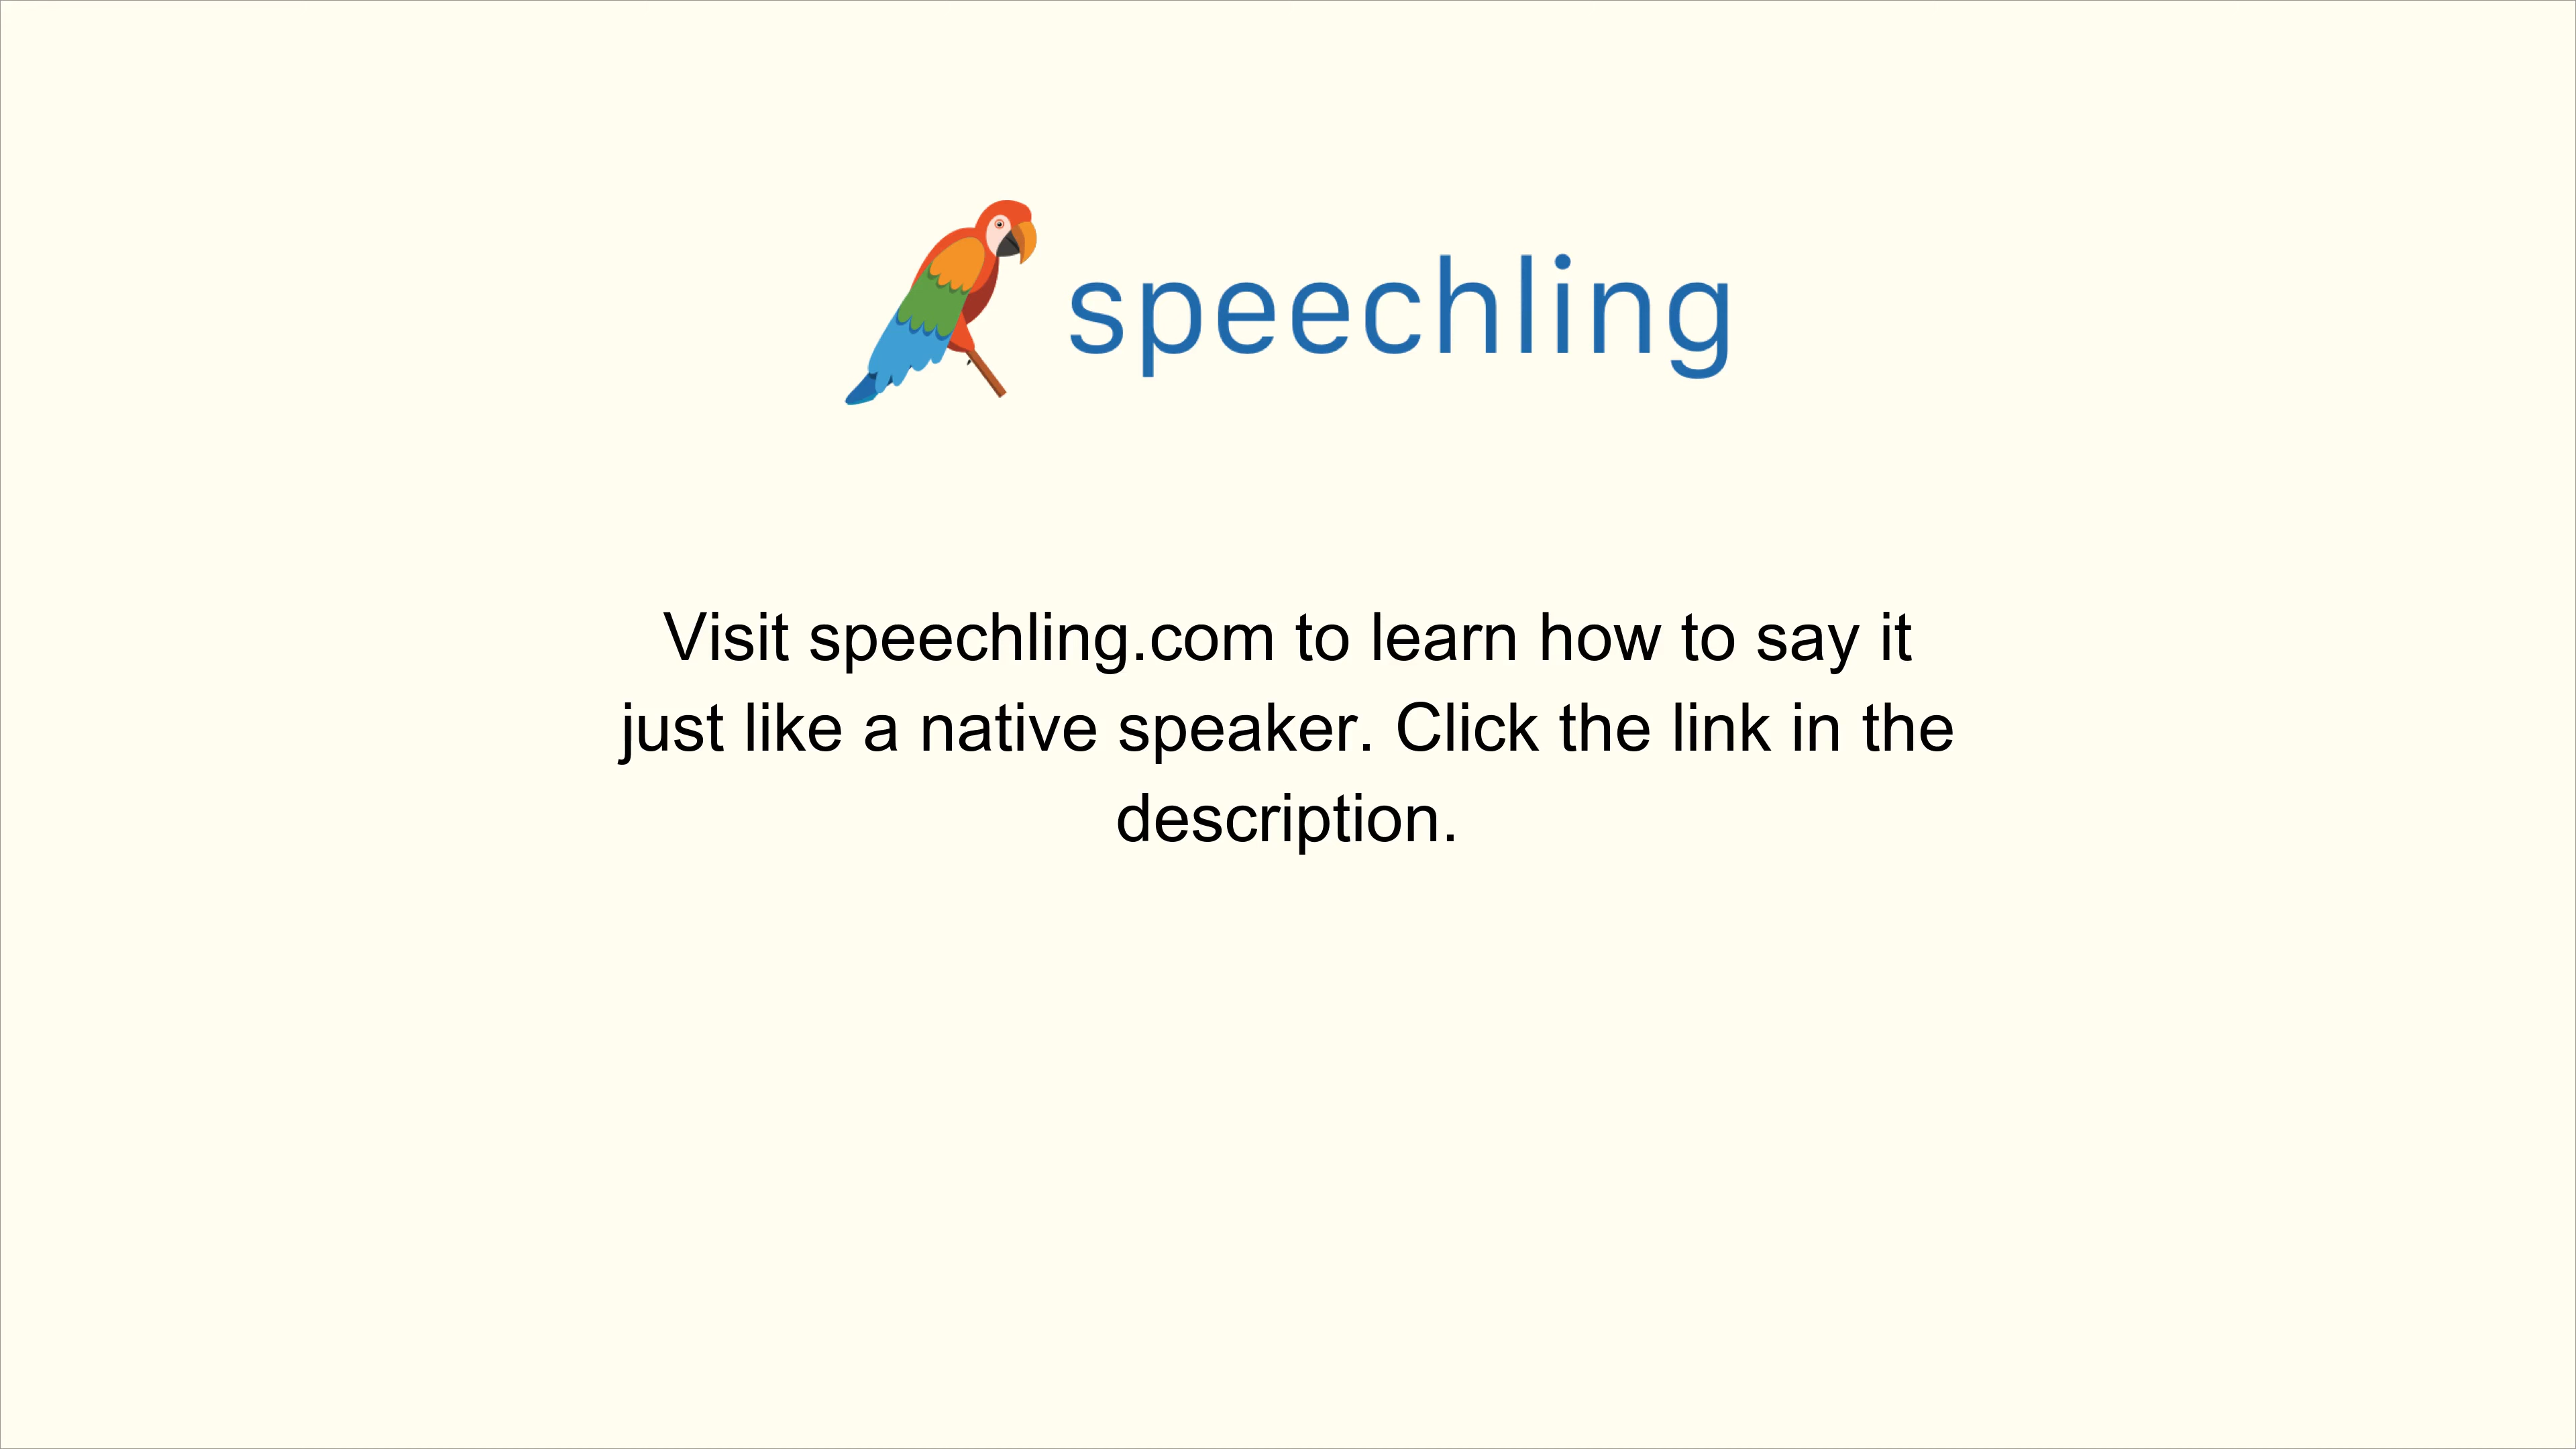 speechling
Visit speechling.com to learn how to say it
just like a native speaker. Click the link in the
description.